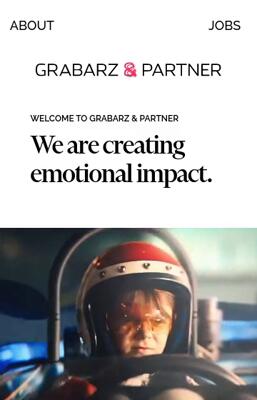 ABOUT JOBS
GRABARZ & PARTNER
WELCOME TO GRABARZ & PARTNER
We are creating
emotional impact.